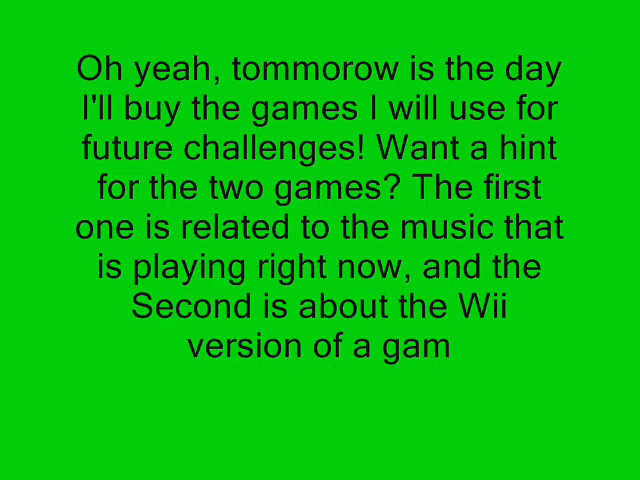 Oh yeah, tommorow is the day
I'll buy the games I will use for
future challenges! Want a hint
for the two games? The first
one is related to the music that
is playing right now, and the
Second is about the Wii
version of a gam